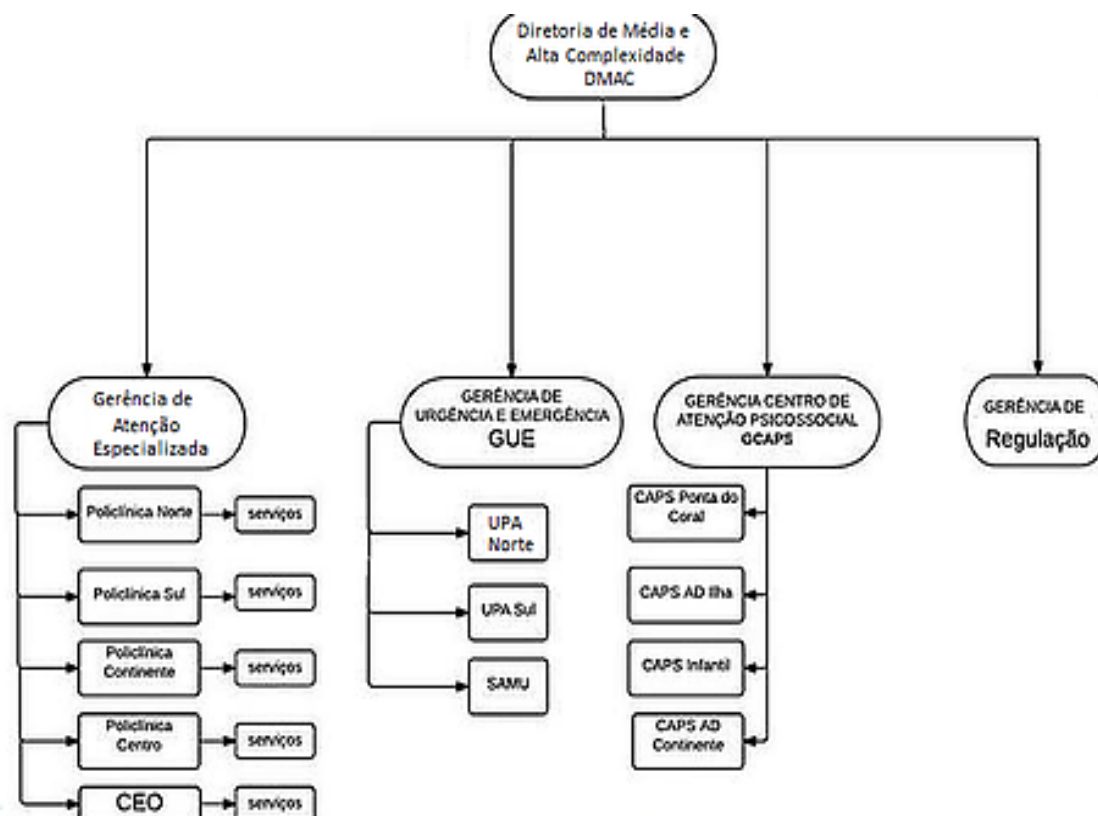 Diretoria de Média e
Alta Complexidade
DMAC
Gerência de
Atenção
Especializada
GERÊNCIA DE
URGÊNCIA E EMERGÊNCIA
GUE
GERÊNCIA CENTRO DE
ATENÇÃO PSICOSSOCIAL
GCAPS
GERÊNCIA DE
Regulação
Policlínica Norte
serviços
Policlínica Sul
serviços
Policlínica
Continente
serviços
Policlínica
Centro
serviços
CEO
serviços
UPA
Norte
UPA Sul
SAMU
CAPS Ponta do
Coral
CAPS AD Ilha
CAPS Infantil
CAPS AD
Continente